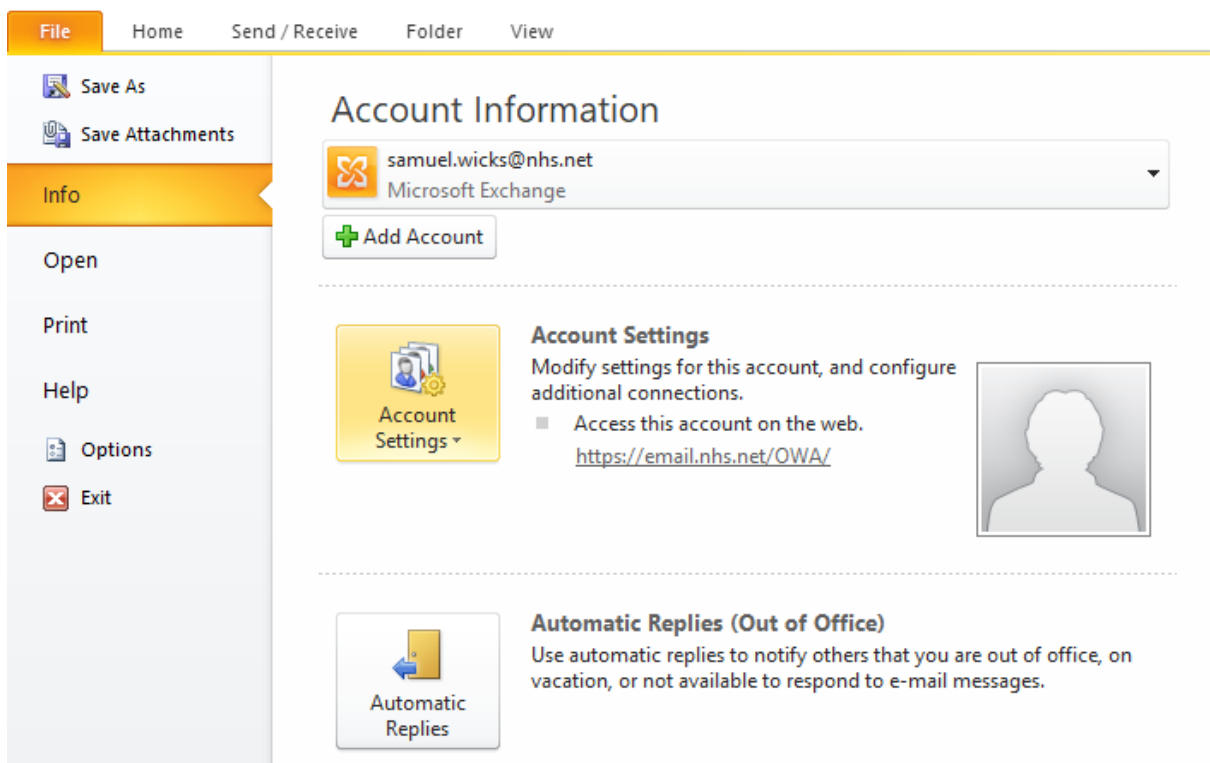 File Home Send / Receive Folder View
Save As
Save Attachments
Info
Open
Print
Help
Options
Exit
Account Information
samuel.wicks@nhs.net
Microsoft Exchange
Add Account
Account
Settings
Account Settings
Modify settings for this account, and configure
additional connections.
Access this account on the web.
https://email.nhs.net/OWA/
Automatic
Replies
Automatic Replies (Out of Office)
Use automatic replies to notify others that you are out of office, on
vacation, or not available to respond to e-mail messages.